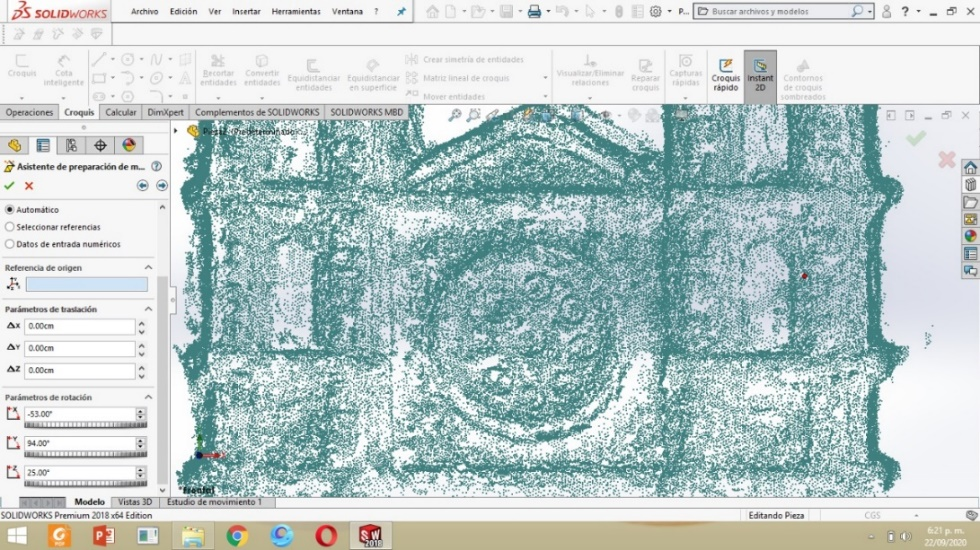 SOLIDWORKS Archivo Edición Ver Insertar Herramientas Ventana ? P... Buscar archivos y modelos ?
Croquis Cota inteligente Recortar entidades Convertir entidades Equidistanciar entidades Equidistanciar en superficie Crear simetría de entidades Matriz lineal de croquis Mover entidades Visualizar/Eliminar relaciones Reparar croquis Capturas rápidas Croquis rápido Instant 2D Contornos de croquis sombreados
Operaciones Croquis Calcular DimXpert Complementos de SOLIDWORKS SOLIDWORKS MBD
Asistente de preparación de m...
Automático
Seleccionar referencias
Datos de entrada numéricos
Referencia de origen
Parámetros de traslación
ΔX 0.00cm
ΔY 0.00cm
ΔZ 0.00cm
Parámetros de rotación
X -53.00°
Y 94.00°
Z 25.00°
*Frontal
Modelo Vistas 3D Estudio de movimiento 1
SOLIDWORKS Premium 2018 x64 Edition Editando Pieza CGS
6:21 p. m.
22/09/2020